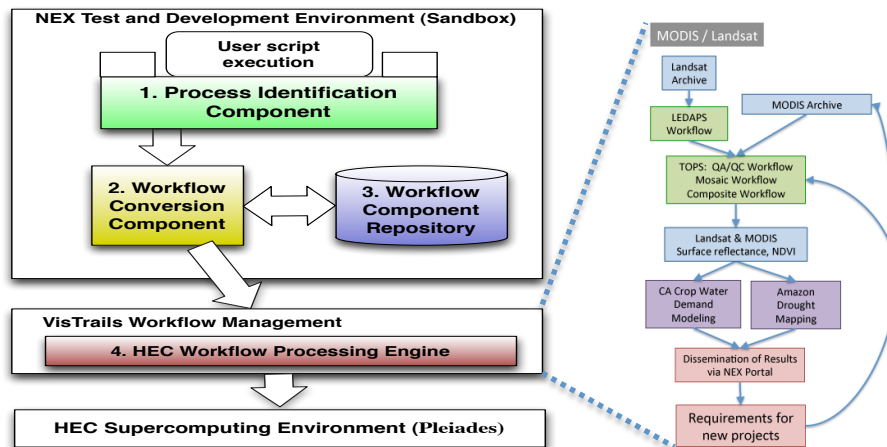 NEX Test and Development Environment (Sandbox)
User script
execution
1. Process Identification
Component
2. Workflow
Conversion
Component
3. Workflow
Component
Repository
VisTrails Workflow Management
4. HEC Workflow Processing Engine
HEC Supercomputing Environment (Pleiades)
MODIS / Landsat
Landsat
Archive
MODIS Archive
LEDAPS
Workflow
TOPS: QA/QC Workflow
Mosaic Workflow
Composite Workflow
Landsat & MODIS
Surface reflectance, NDVI
CA Crop Water
Demand
Modeling
Amazon
Drought
Mapping
Dissemination of Results
via NEX Portal
Requirements for
new projects